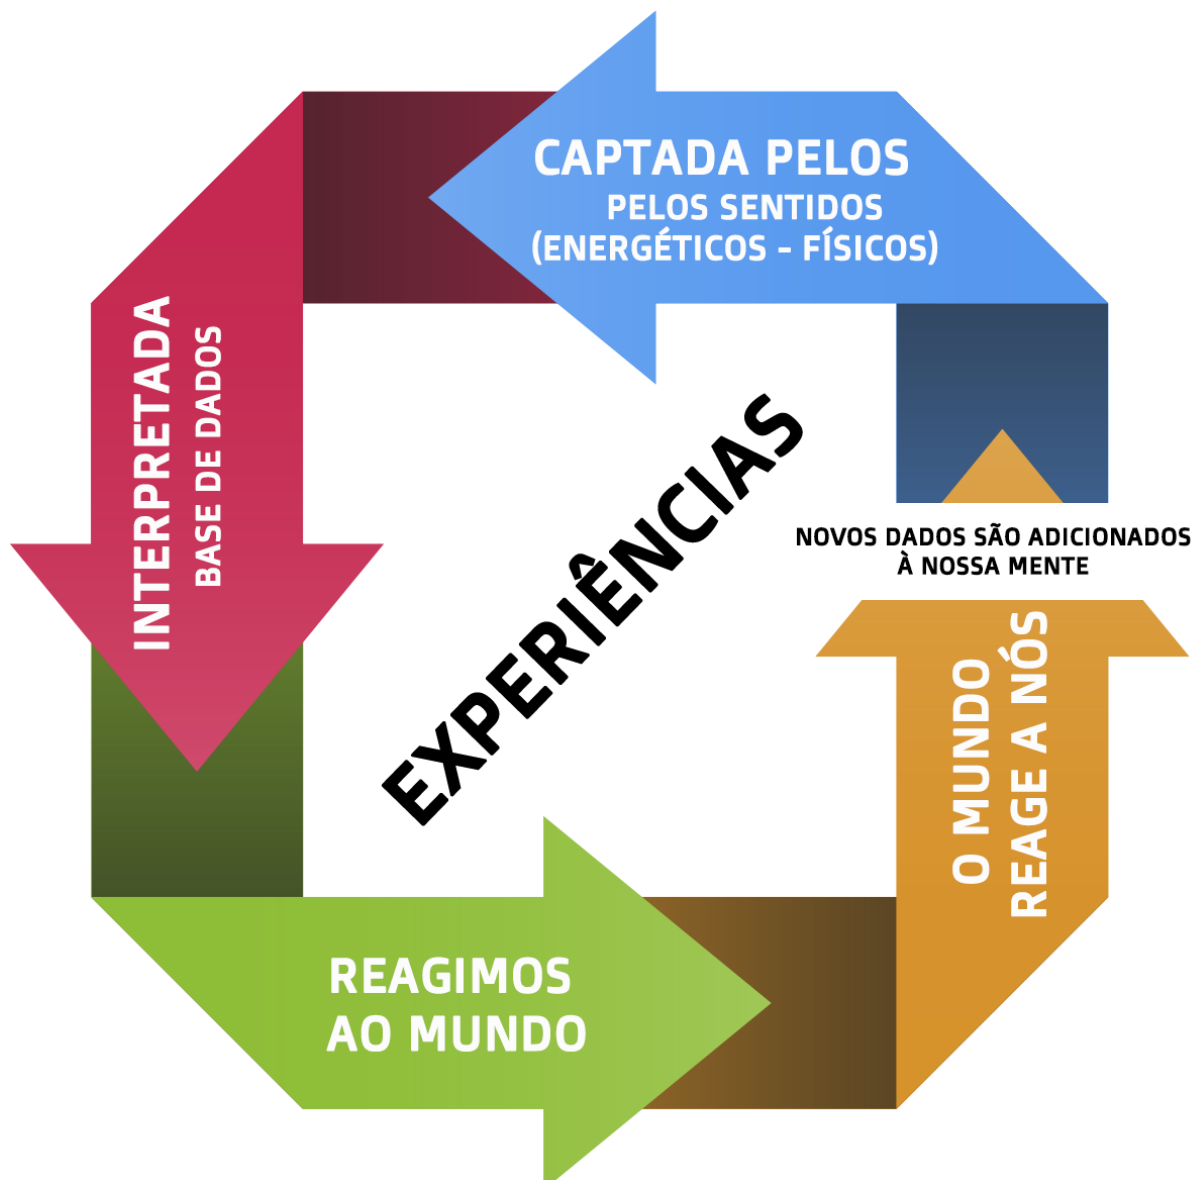 CAPTADA PELOS
PELOS SENTIDOS
(ENERGÉTICOS - FÍSICOS)
INTERPRETADA
BASE DE DADOS
EXPERIÊNCIAS
NOVOS DADOS SÃO ADICIONADOS
À NOSSA MENTE
O MUNDO
REAGE A NÓS
REAGIMOS
AO MUNDO